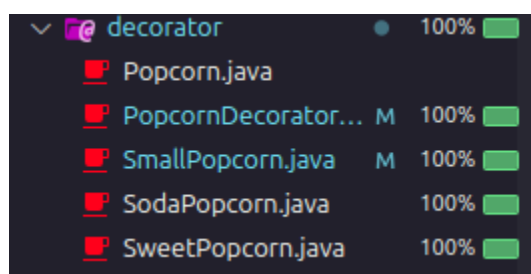 decorator 100%
Popcorn.java
PopcornDecorator... M 100%
SmallPopcorn.java M 100%
SodaPopcorn.java 100%
SweetPopcorn.java 100%